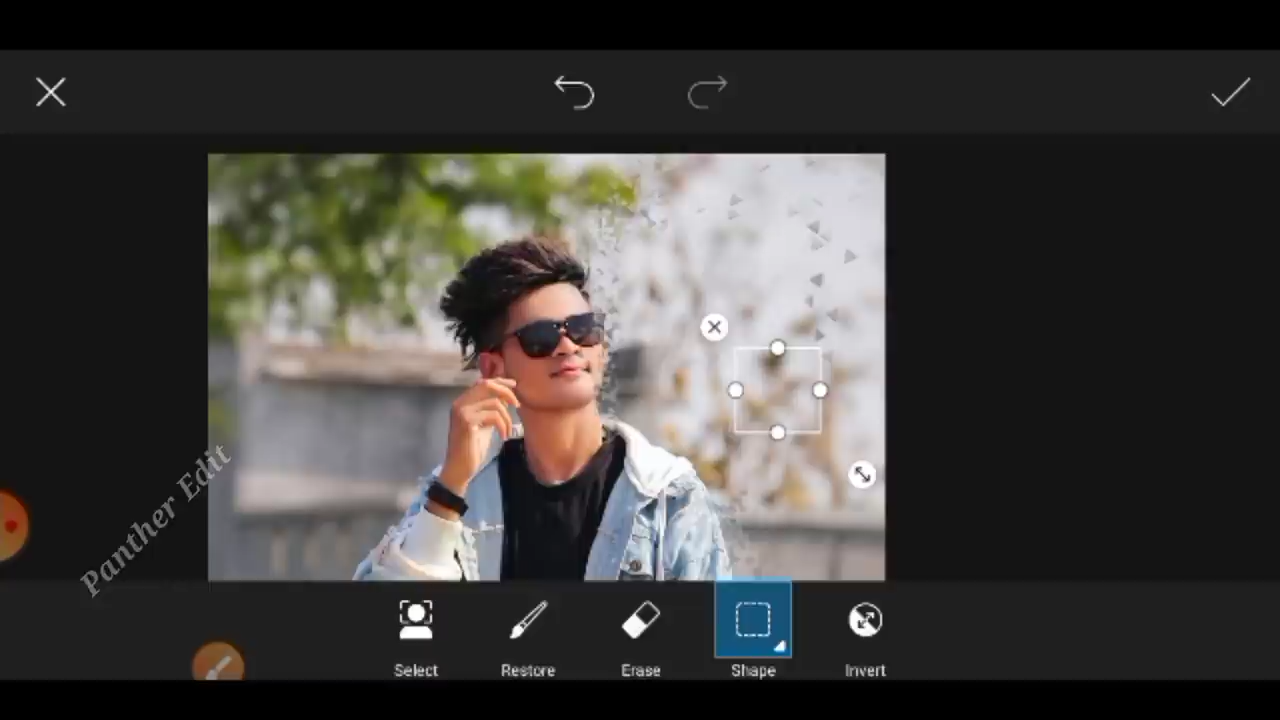 Panther Edit
Select
Restore
Erase
Shape
Invert